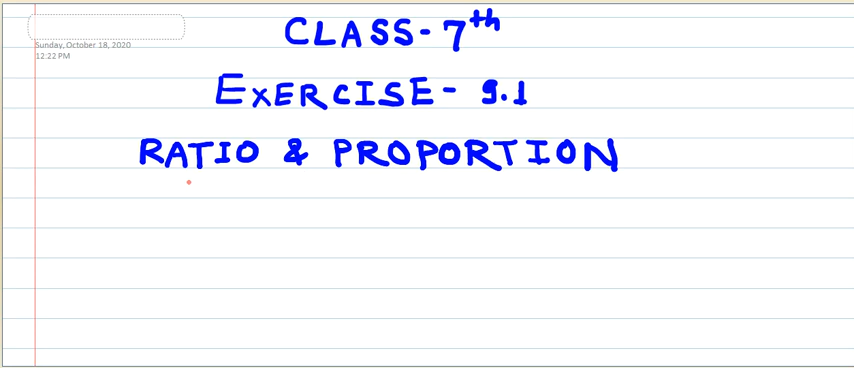 CLASS - 7th
Sunday, October 18, 2020
12:22 PM
EXERCISE - 9.1
RATIO & PROPORTION